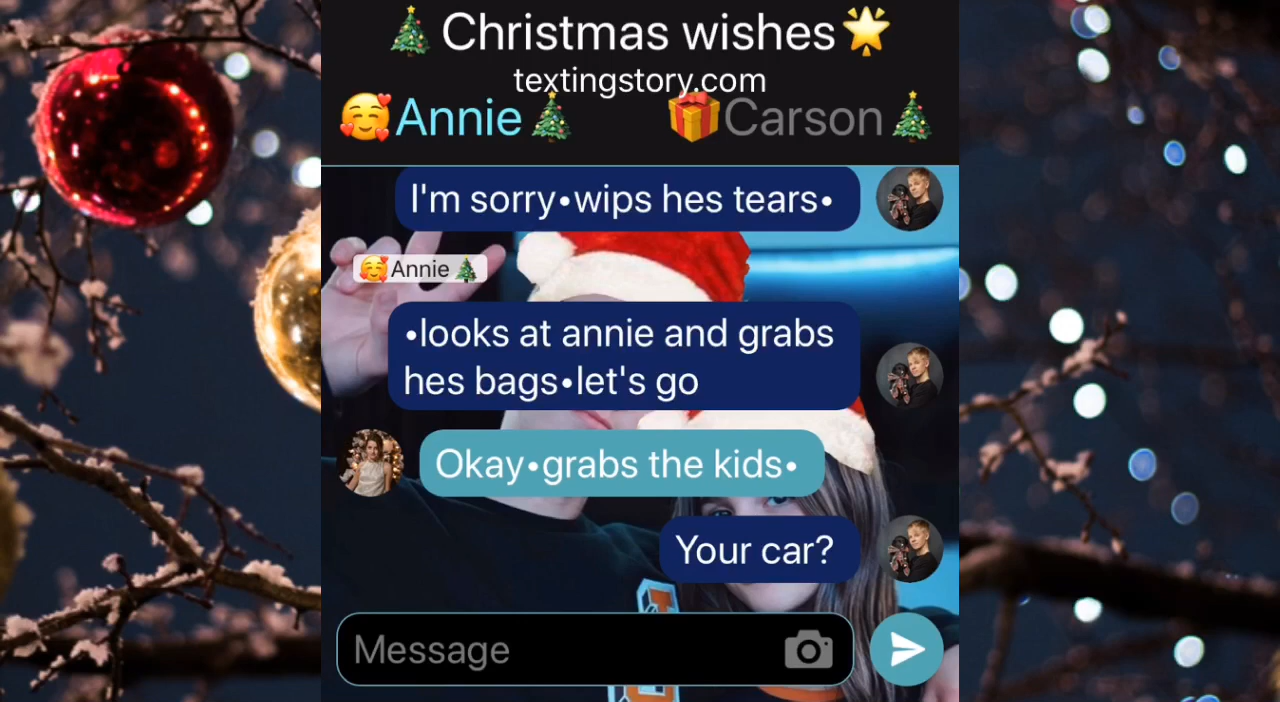 🎄Christmas wishes🌟
textingstory.com
🥰Annie🎄
🎁Carson🎄
I'm sorry•wips hes tears•
🥰Annie🎄
•looks at annie and grabs
hes bags•let's go
Okay•grabs the kids•
Your car?
Message